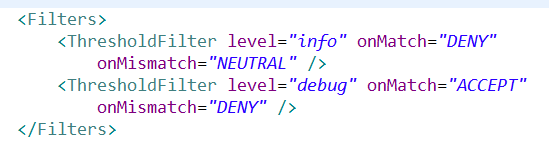 <Filters>
<ThresholdFilter level="info" onMatch="DENY"
onMismatch="NEUTRAL" />
<ThresholdFilter level="debug" onMatch="ACCEPT"
onMismatch="DENY" />
</Filters>